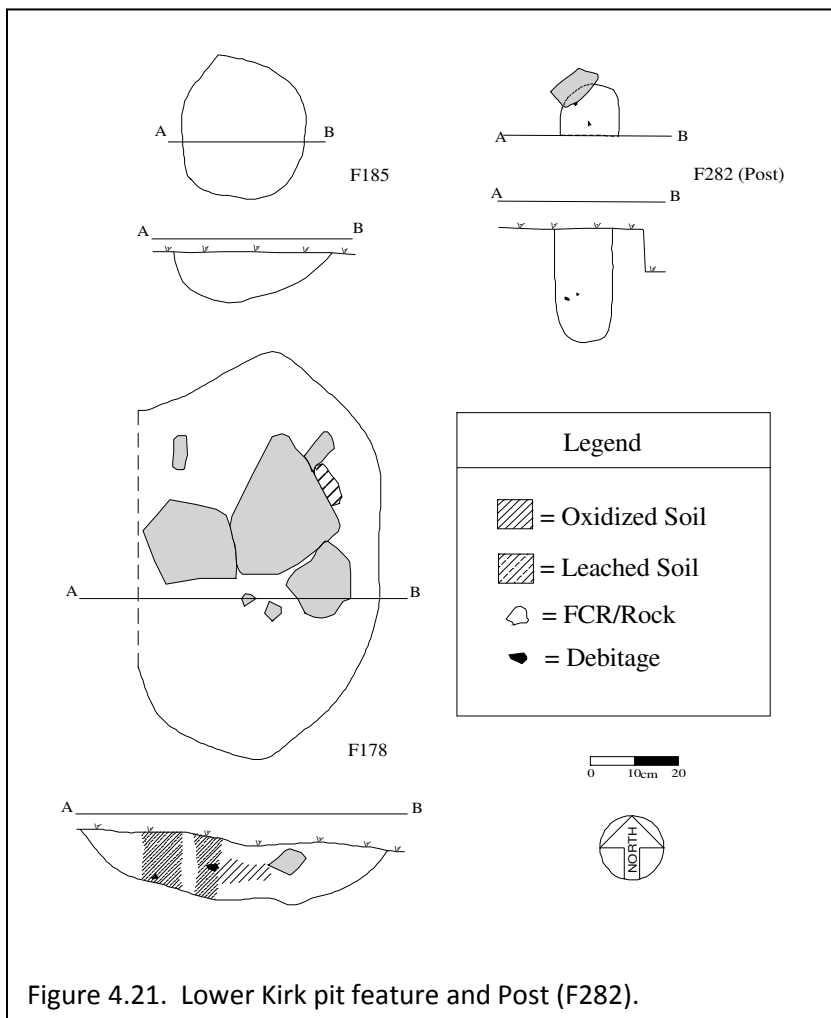 A B
F185
A B
A B
F282 (Post)
A B
A B
F178
A B
Legend
= Oxidized Soil
= Leached Soil
= FCR/Rock
= Debitage
0 10cm 20
NORTH
Figure 4.21. Lower Kirk pit feature and Post (F282).